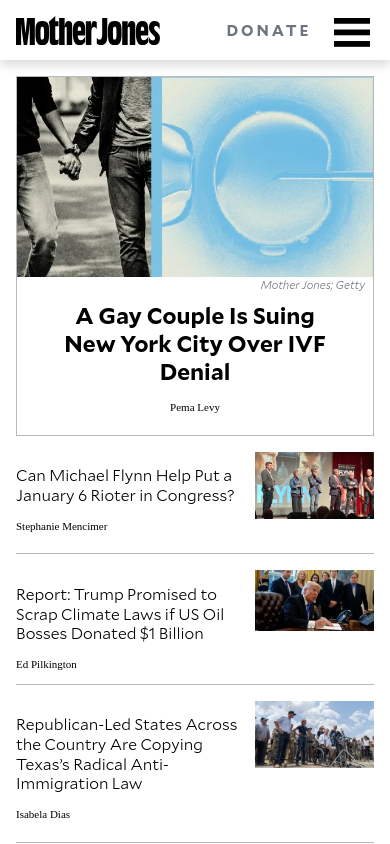 Mother Jones
DONATE
Mother Jones; Getty
A Gay Couple Is Suing
New York City Over IVF
Denial
Pema Levy
Can Michael Flynn Help Put a
January 6 Rioter in Congress?
Stephanie Mencimer
Report: Trump Promised to
Scrap Climate Laws if US Oil
Bosses Donated $1 Billion
Ed Pilkington
Republican-Led States Across
the Country Are Copying
Texas’s Radical Anti-
Immigration Law
Isabela Dias